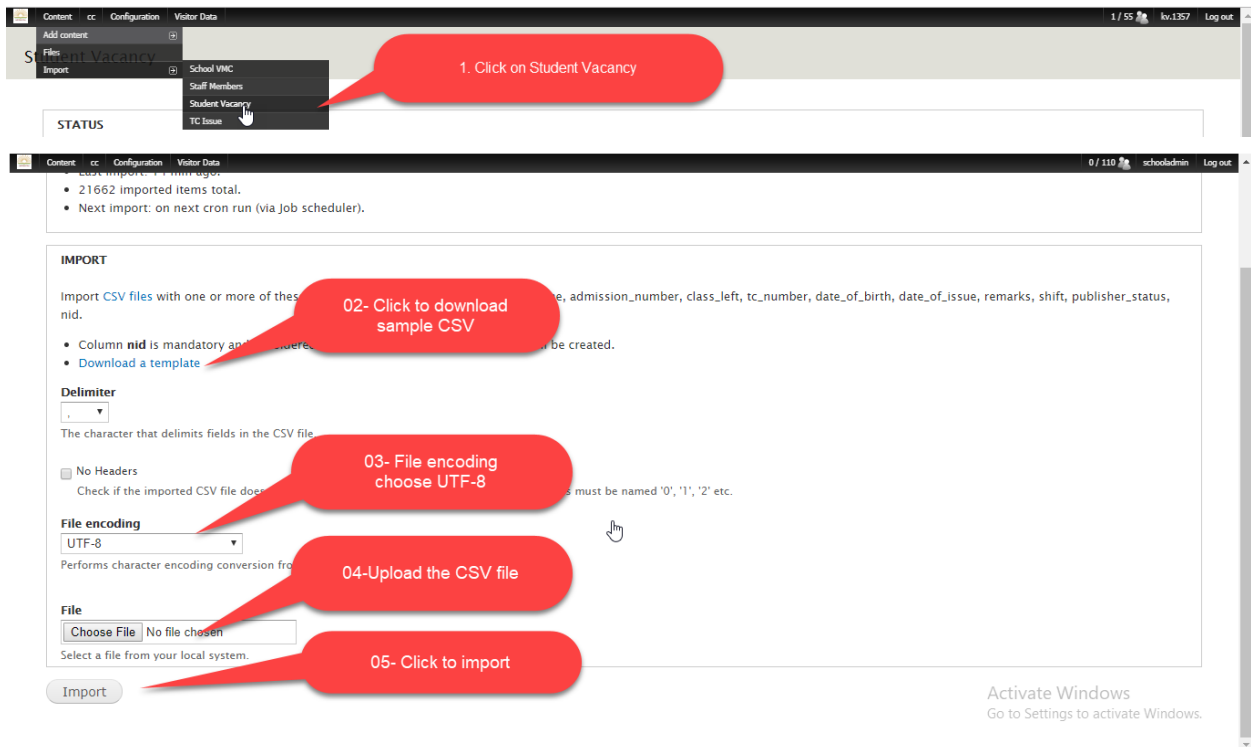 Content cc Configuration Visitor Data 1 / 55 kv.1357 Log out
Add content
Files
Import
Student Vacancy
School VMC
Staff Members
Student Vacancy
TC Issue
1. Click on Student Vacancy
STATUS
Content cc Configuration Visitor Data 0 / 110 schooladmin Log out
Last import: min ago.
21662 imported items total.
Next import: on next cron run (via Job scheduler).
IMPORT
Import CSV files with one or more of admission_number, class_left, tc_number, date_of_birth, date_of_issue, remarks, shift, publisher_status,
nid.
02- Click to download
sample CSV
Column nid is mandatory be created.
Download a template
Delimiter
,
The character that delimits fields in the CSV file.
No Headers
Check if the imported CSV file must be named '0', '1', '2' etc.
03- File encoding
choose UTF-8
File encoding
UTF-8
Performs character encoding conversion
04-Upload the CSV file
File
Choose File No file chosen
Select a file from your local system.
05- Click to import
Import
Activate Windows
Go to Settings to activate Windows.